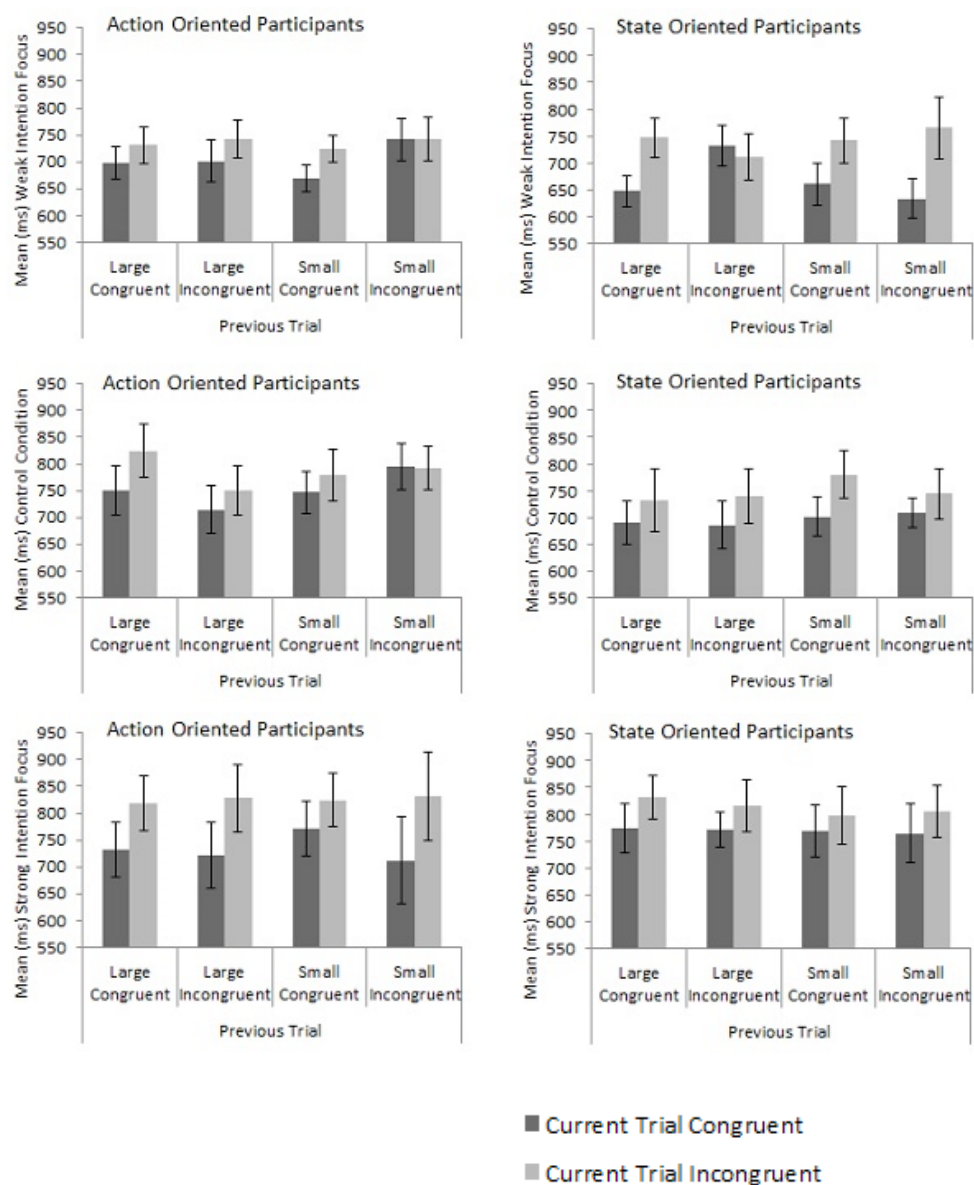 Action Oriented Participants
Mean (ms) Weak Intention Focus
950
900
850
800
750
700
650
600
550
Large Congruent
Large Incongruent
Small Congruent
Small Incongruent
Previous Trial
State Oriented Participants
Mean (ms) Weak Intention Focus
950
900
850
800
750
700
650
600
550
Large Congruent
Large Incongruent
Small Congruent
Small Incongruent
Previous Trial
Action Oriented Participants
Mean (ms) Control Condition
950
900
850
800
750
700
650
600
550
Large Congruent
Large Incongruent
Small Congruent
Small Incongruent
Previous Trial
State Oriented Participants
Mean (ms) Control Condition
950
900
850
800
750
700
650
600
550
Large Congruent
Large Incongruent
Small Congruent
Small Incongruent
Previous Trial
Action Oriented Participants
Mean (ms) Strong Intention Focus
950
900
850
800
750
700
650
600
550
Large Congruent
Large Incongruent
Small Congruent
Small Incongruent
Previous Trial
State Oriented Participants
Mean (ms) Strong Intention Focus
950
900
850
800
750
700
650
600
550
Large Congruent
Large Incongruent
Small Congruent
Small Incongruent
Previous Trial
Current Trial Congruent
Current Trial Incongruent